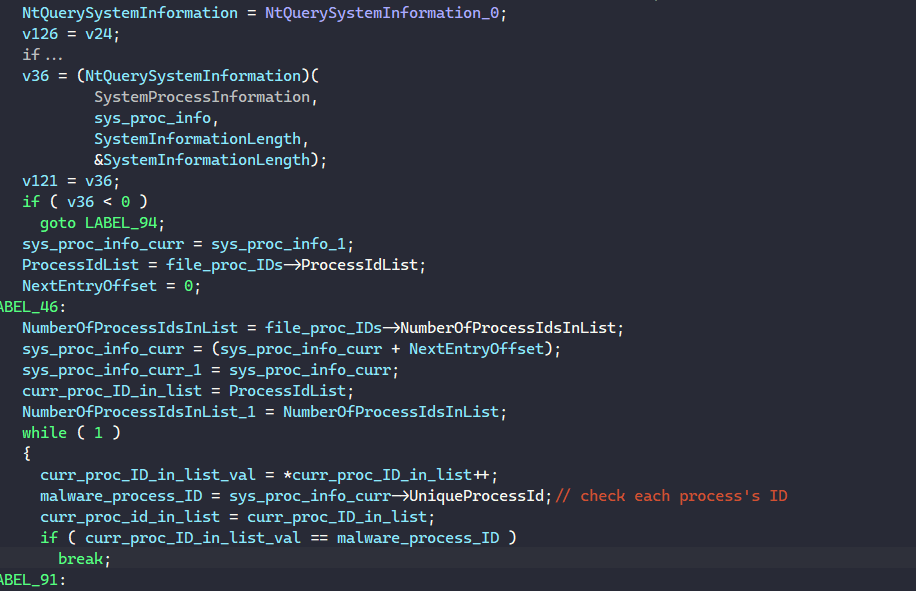 NtQuerySystemInformation = NtQuerySystemInformation_0;
v126 = v24;
if ...
v36 = (NtQuerySystemInformation)(
SystemProcessInformation,
sys_proc_info,
SystemInformationLength,
&SystemInformationLength);
v121 = v36;
if ( v36 < 0 )
goto LABEL_94;
sys_proc_info_curr = sys_proc_info_1;
ProcessIdList = file_proc_IDs->ProcessIdList;
NextEntryOffset = 0;
ABEL_46:
NumberOfProcessIdsInList = file_proc_IDs->NumberOfProcessIdsInList;
sys_proc_info_curr = (sys_proc_info_curr + NextEntryOffset);
sys_proc_info_curr_1 = sys_proc_info_curr;
curr_proc_ID_in_list = ProcessIdList;
NumberOfProcessIdsInList_1 = NumberOfProcessIdsInList;
while ( 1 )
{
curr_proc_ID_in_list_val = *curr_proc_ID_in_list++;
malware_process_ID = sys_proc_info_curr->UniqueProcessId; // check each process's ID
curr_proc_id_in_list = curr_proc_ID_in_list;
if ( curr_proc_ID_in_list_val == malware_process_ID )
break;
ABEL_91: